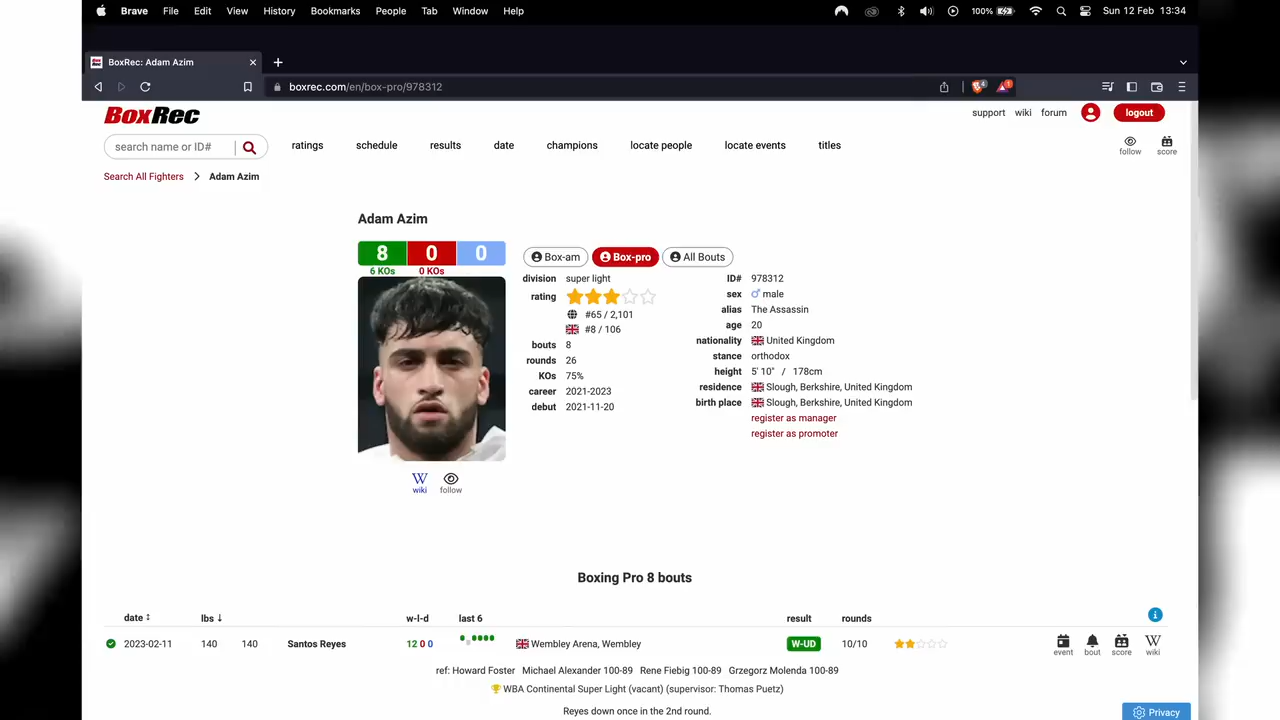 Brave File Edit View History Bookmarks People Tab Window Help 100% Sun 12 Feb 13:34
BoxRec: Adam Azim
boxrec.com/en/box-pro/978312
BoxRec
support wiki forum logout
search name or ID#
ratings schedule results date champions locate people locate events titles
follow score
Search All Fighters > Adam Azim
Adam Azim
8 0 0
6 KOs 0 KOs
Box-am Box-pro All Bouts
division super light
rating
#65 / 2,101
#8 / 106
bouts 8
rounds 26
KOs 75%
career 2021-2023
debut 2021-11-20
ID# 978312
sex male
alias The Assassin
age 20
nationality United Kingdom
stance orthodox
height 5' 10" / 178cm
residence Slough, Berkshire, United Kingdom
birth place Slough, Berkshire, United Kingdom
register as manager
register as promoter
W
wiki follow
Boxing Pro 8 bouts
date lbs w-l-d last 6 result rounds
2023-02-11 140 140 Santos Reyes 12 0 0 Wembley Arena, Wembley W-UD 10/10
event bout score wiki
ref: Howard Foster Michael Alexander 100-89 Rene Fiebig 100-89 Grzegorz Molenda 100-89
WBA Continental Super Light (vacant) (supervisor: Thomas Puetz)
Reyes down once in the 2nd round.
Privacy